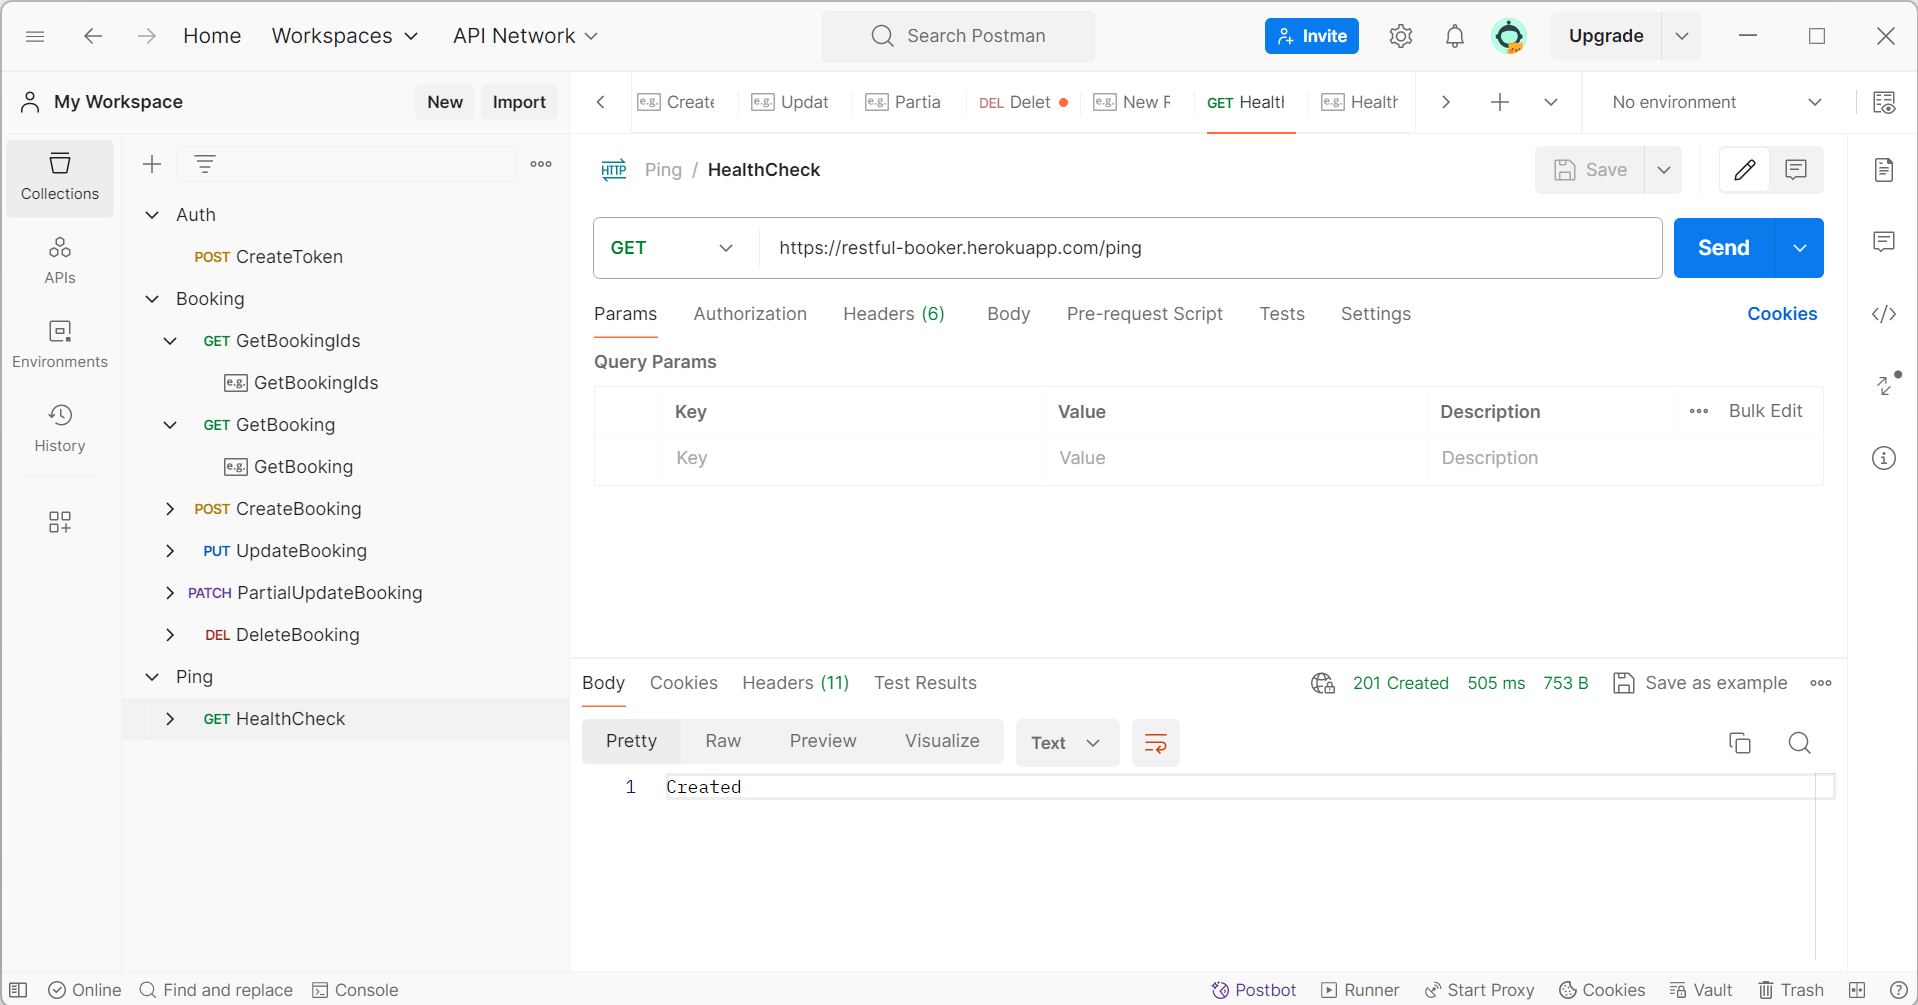 Home Workspaces API Network Search Postman Invite Upgrade
My Workspace New Import
e.g. Create e.g. Updat e.g. Partia DEL Delet e.g. New F GET Healt e.g. Health No environment
Collections
APIs
Environments
History
Auth
POST CreateToken
Booking
GET GetBookingIds
e.g. GetBookingIds
GET GetBooking
e.g. GetBooking
POST CreateBooking
PUT UpdateBooking
PATCH PartialUpdateBooking
DEL DeleteBooking
Ping
GET HealthCheck
HTTP Ping / HealthCheck Save
GET https://restful-booker.herokuapp.com/ping Send
Params Authorization Headers (6) Body Pre-request Script Tests Settings Cookies
Query Params
Key Value Description Bulk Edit
Key Value Description
Body Cookies Headers (11) Test Results 201 Created 505 ms 753 B Save as example
Pretty Raw Preview Visualize Text
1 Created
Online Find and replace Console Postbot Runner Start Proxy Cookies Vault Trash